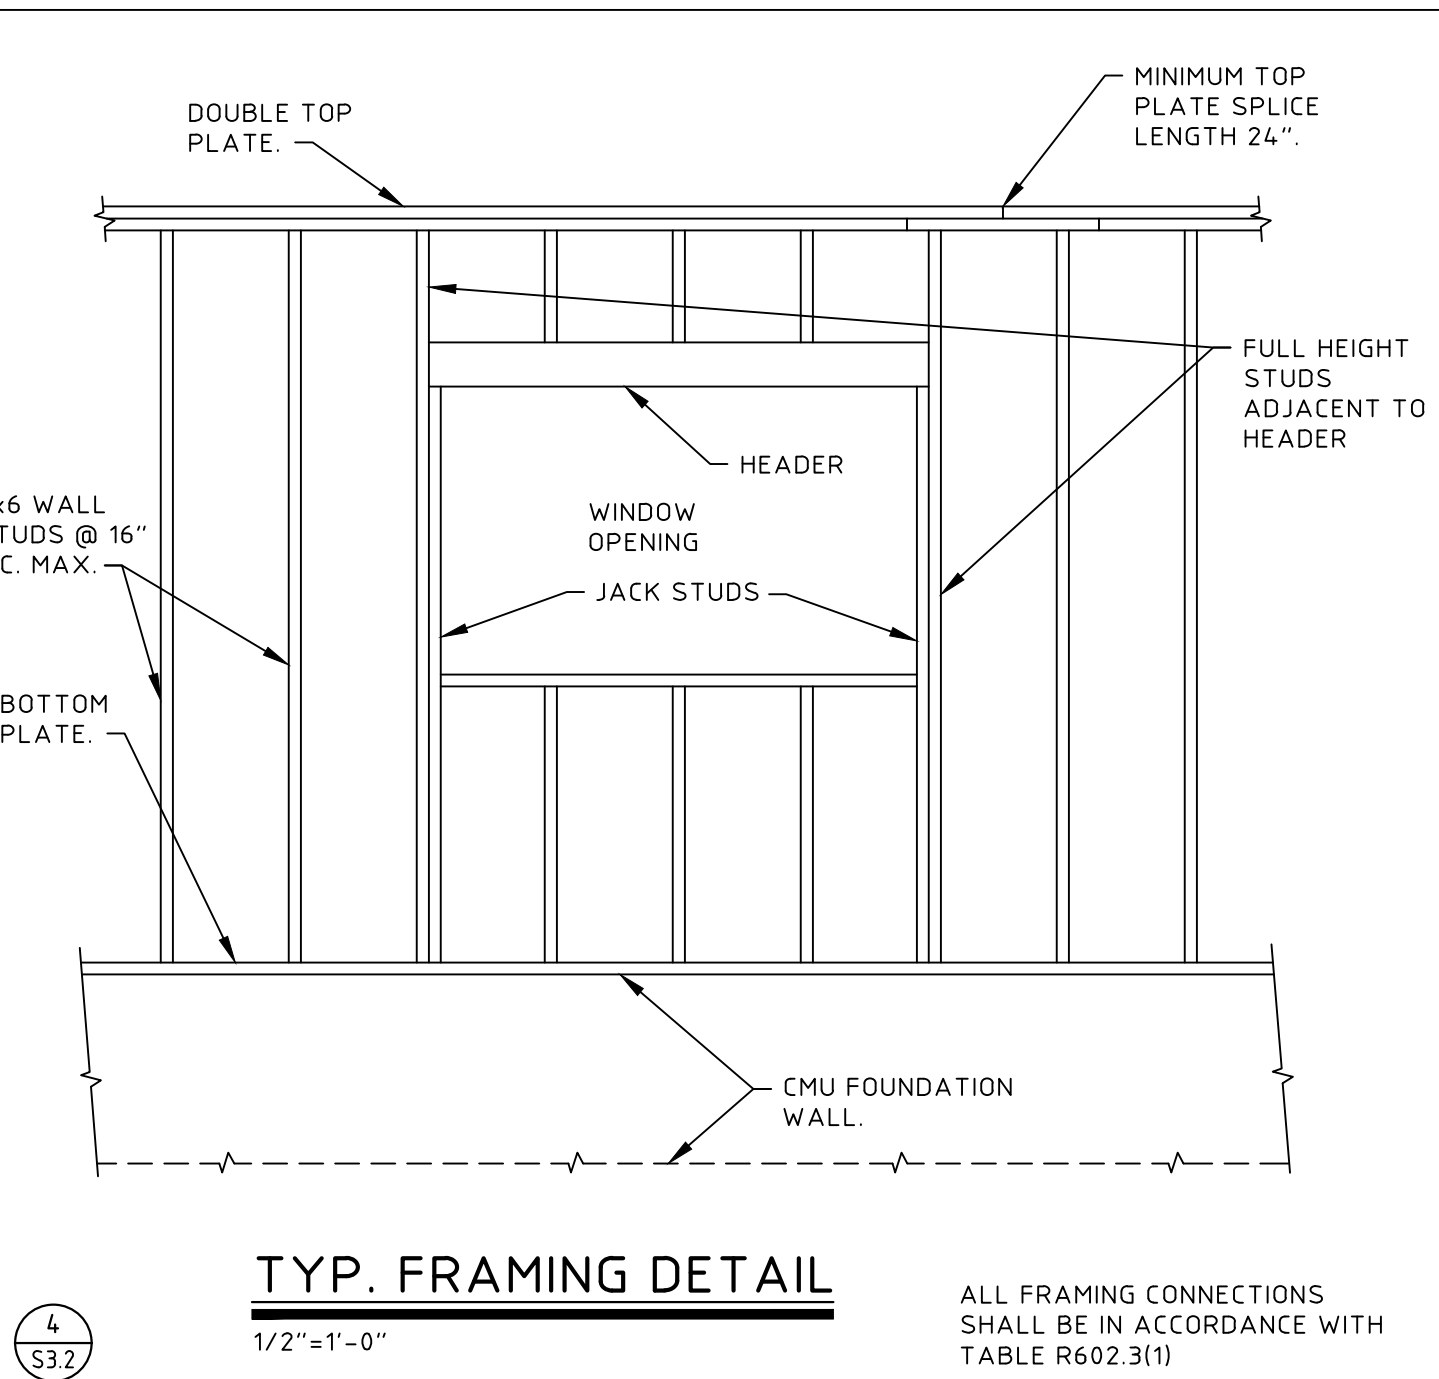 MINIMUM TOP
PLATE SPLICE
LENGTH 24".
DOUBLE TOP
PLATE.
FULL HEIGHT
STUDS
ADJACENT TO
HEADER
HEADER
x6 WALL
TUDS @ 16"
C. MAX.
WINDOW
OPENING
JACK STUDS
BOTTOM
PLATE.
CMU FOUNDATION
WALL.
TYP. FRAMING DETAIL
1/2"=1'-0"
4
S3.2
ALL FRAMING CONNECTIONS
SHALL BE IN ACCORDANCE WITH
TABLE R602.3(1)